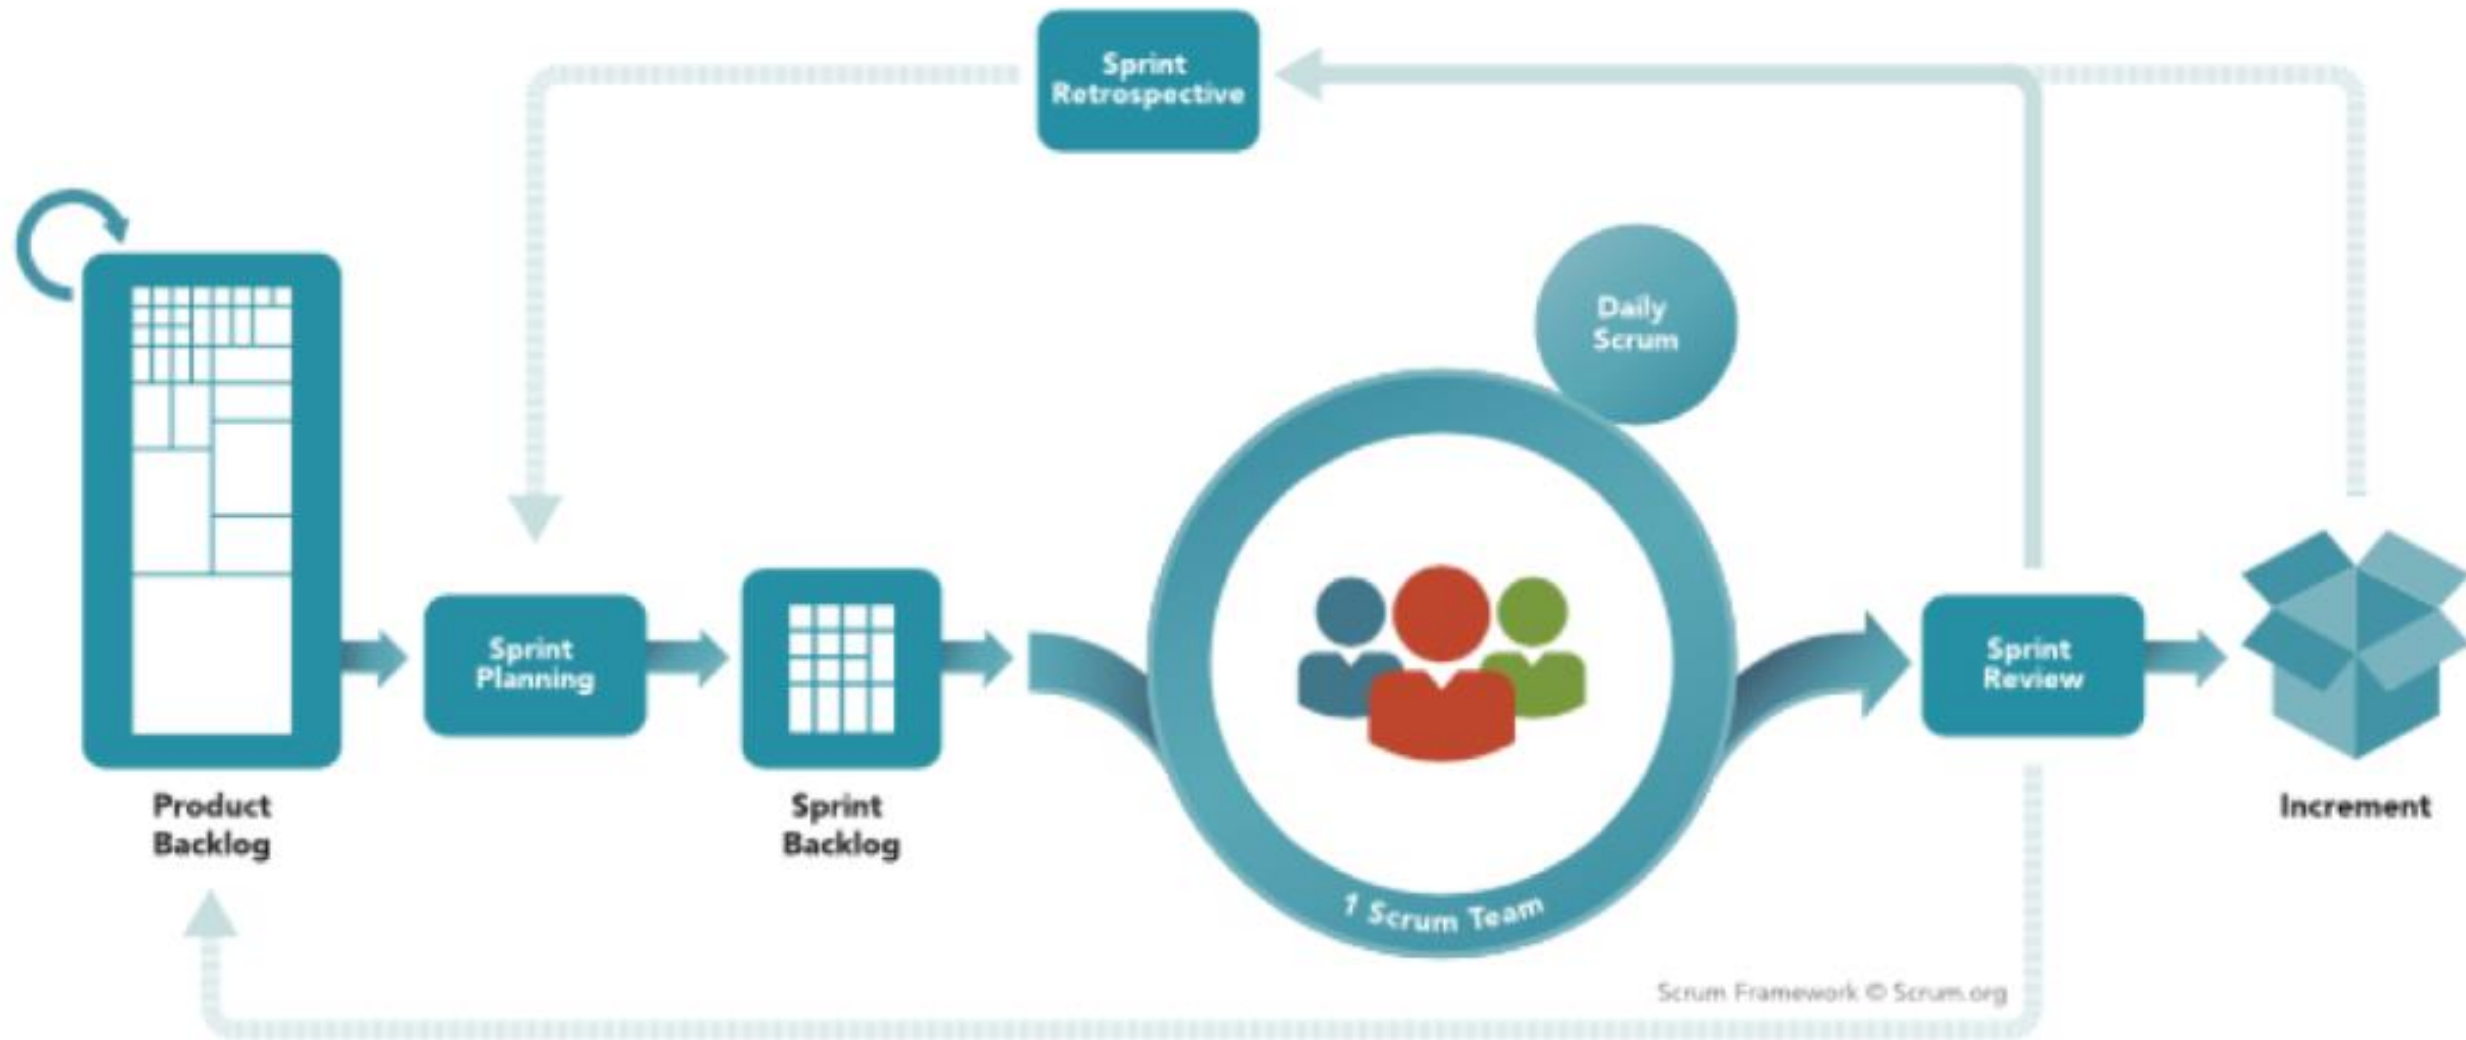 Sprint
Retrospective
Daily
Scrum
Sprint
Planning
Sprint
Review
Product
Backlog
Sprint
Backlog
Increment
1 Scrum Team
Scrum Framework © Scrum.org